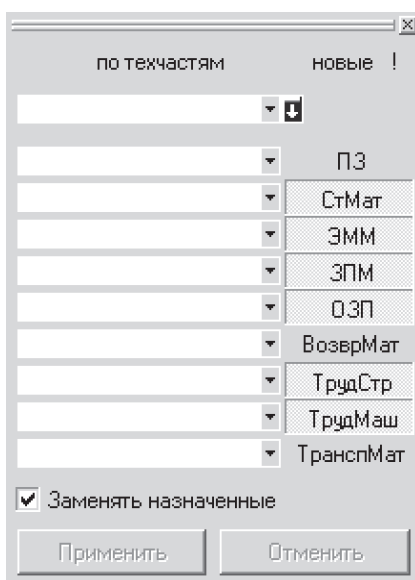 по техчастям новые !
ПЗ
СтМат
ЭММ
ЗПМ
ОЗП
ВозврМат
ТрудСтр
ТрудМаш
ТранспМат
Заменять назначенные
Применить Отменить